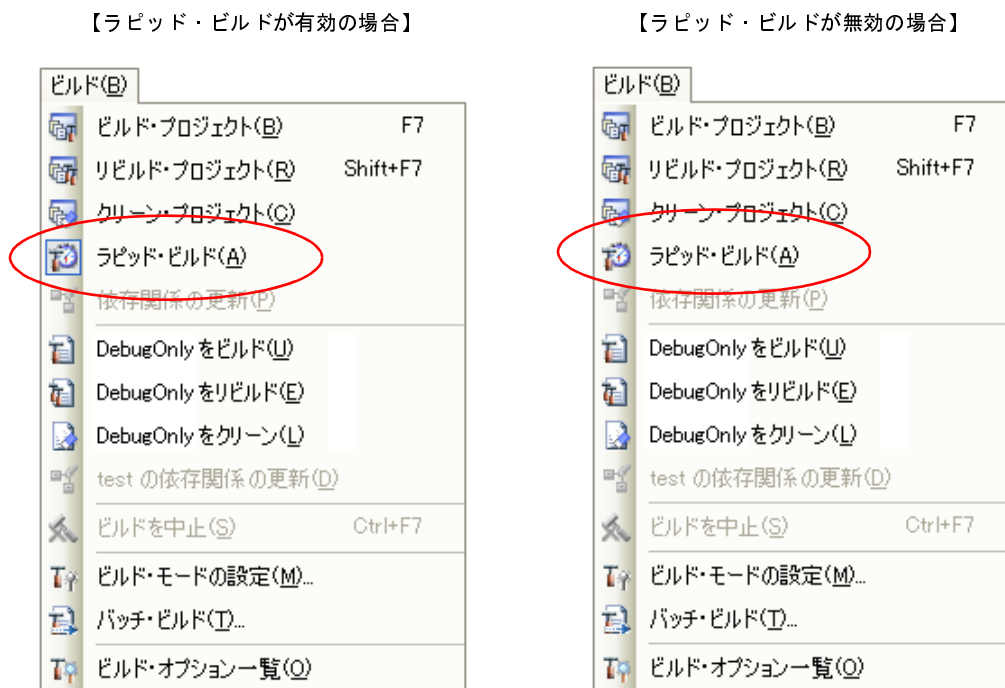 【ラピッド・ビルドが有効の場合】
ビルド(B)
ビルド・プロジェクト(B) F7
リビルド・プロジェクト(R) Shift+F7
クリーン・プロジェクト(C)
ラピッド・ビルド(A)
依存関係の更新(P)
DebugOnly をビルド(U)
DebugOnly をリビルド(E)
DebugOnly をクリーン(L)
test の依存関係の更新(D)
ビルドを中止(S) Ctrl+F7
ビルド・モードの設定(M)...
バッチ・ビルド(T)...
ビルド・オプション一覧(O)
【ラピッド・ビルドが無効の場合】
ビルド(B)
ビルド・プロジェクト(B) F7
リビルド・プロジェクト(R) Shift+F7
クリーン・プロジェクト(C)
ラピッド・ビルド(A)
依存関係の更新(P)
DebugOnly をビルド(U)
DebugOnly をリビルド(E)
DebugOnly をクリーン(L)
test の依存関係の更新(D)
ビルドを中止(S) Ctrl+F7
ビルド・モードの設定(M)...
バッチ・ビルド(T)...
ビルド・オプション一覧(O)